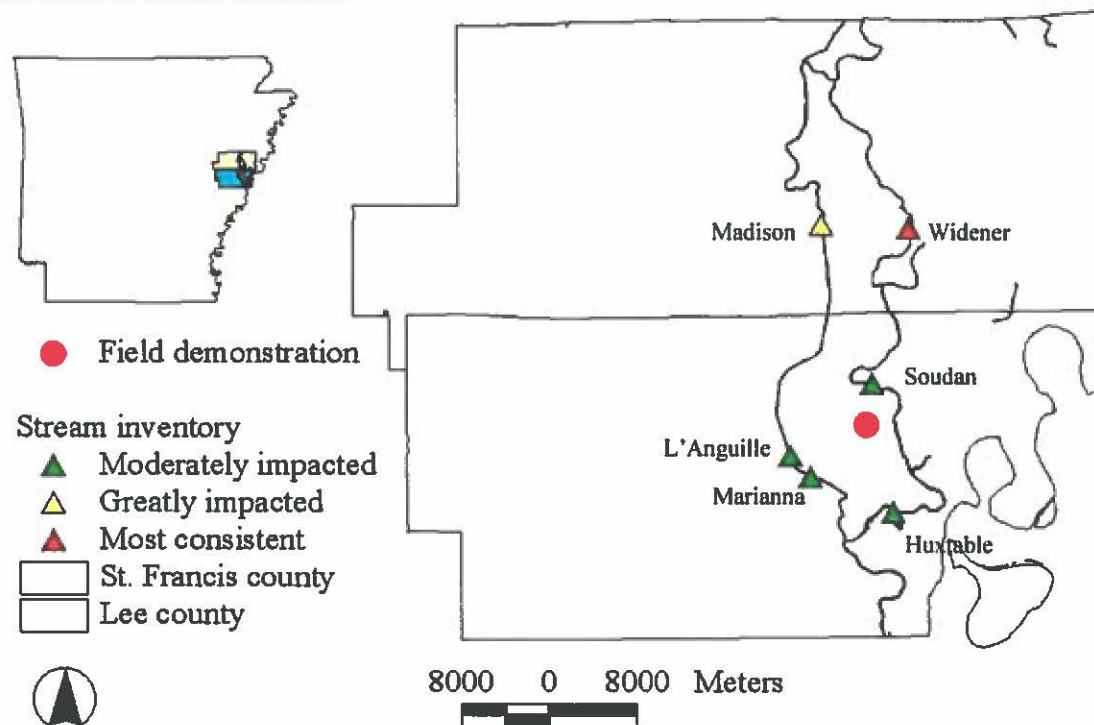 Madison
Widener
Field demonstration
Soudan
Stream inventory
L'Anguille
Moderately impacted
Marianna
Greatly impacted
Most consistent
Huxtable
St. Francis county
Lee county
8000 0 8000 Meters